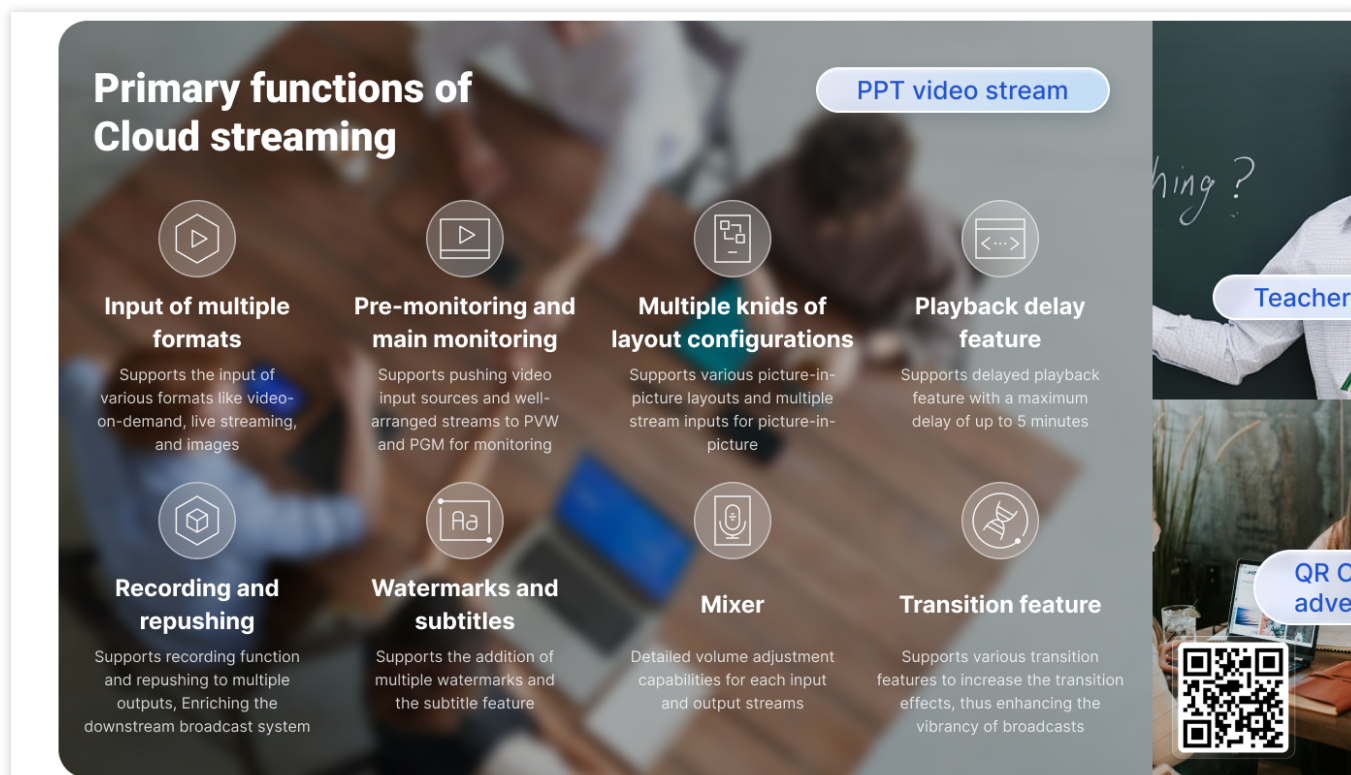 Primary functions of
Cloud streaming
PPT video stream
Input of multiple
formats
Supports the input of
various formats like video-
on-demand, live streaming,
and images
Pre-monitoring and
main monitoring
Supports pushing video
input sources and well-
arranged streams to PVW
and PGM for monitoring
Multiple knids of
layout configurations
Supports various picture-in-
picture layouts and multiple
stream inputs for picture-in-
picture
Playback delay
feature
Supports delayed playback
feature with a maximum
delay of up to 5 minutes
Recording and
repushing
Supports recording function
and repushing to multiple
outputs, Enriching the
downstream broadcast system
Watermarks and
subtitles
Supports the addition of
multiple watermarks and
the subtitle feature
Aa
Mixer
Detailed volume adjustment
capabilities for each input
and output streams
Transition feature
Supports various transition
features to increase the transition
effects, thus enhancing the
vibrancy of broadcasts
hing ?
Teacher
QR
adve